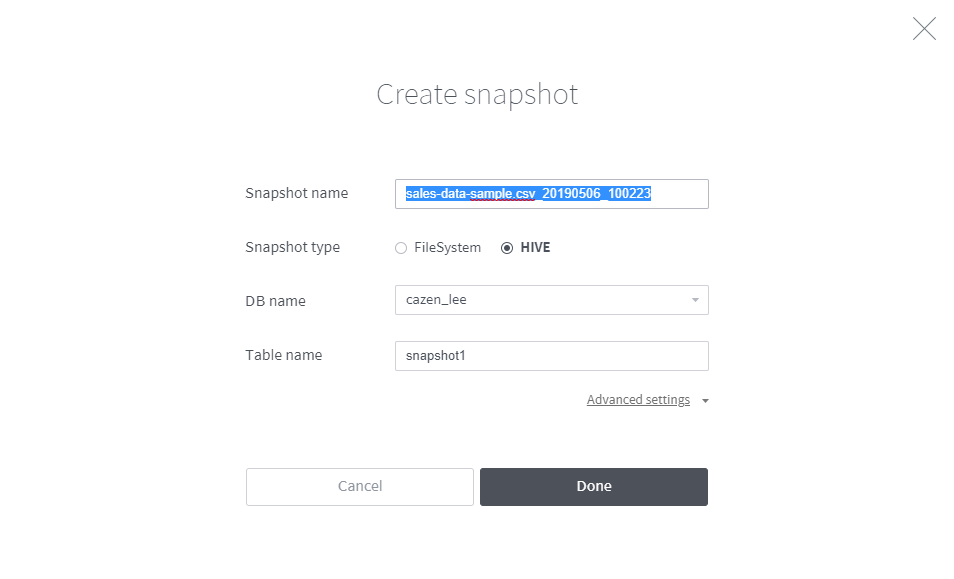 Create snapshot
Snapshot name sales-data-sample.csv_20190506_100223
Snapshot type FileSystem HIVE
DB name cazen_lee
Table name snapshot1
Advanced settings
Cancel Done